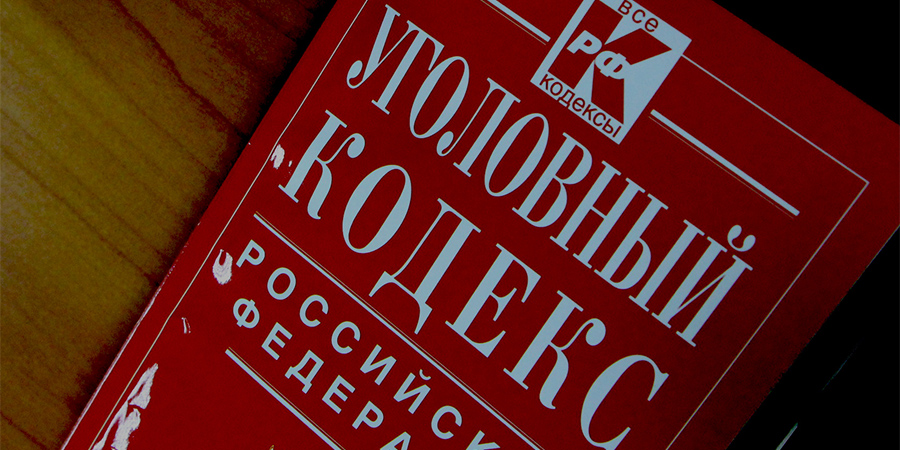 все
РФ
кодексы
УГОЛОВНЫЙ
КОДЕКС
РОССИЙСК
ФЕДЕРА